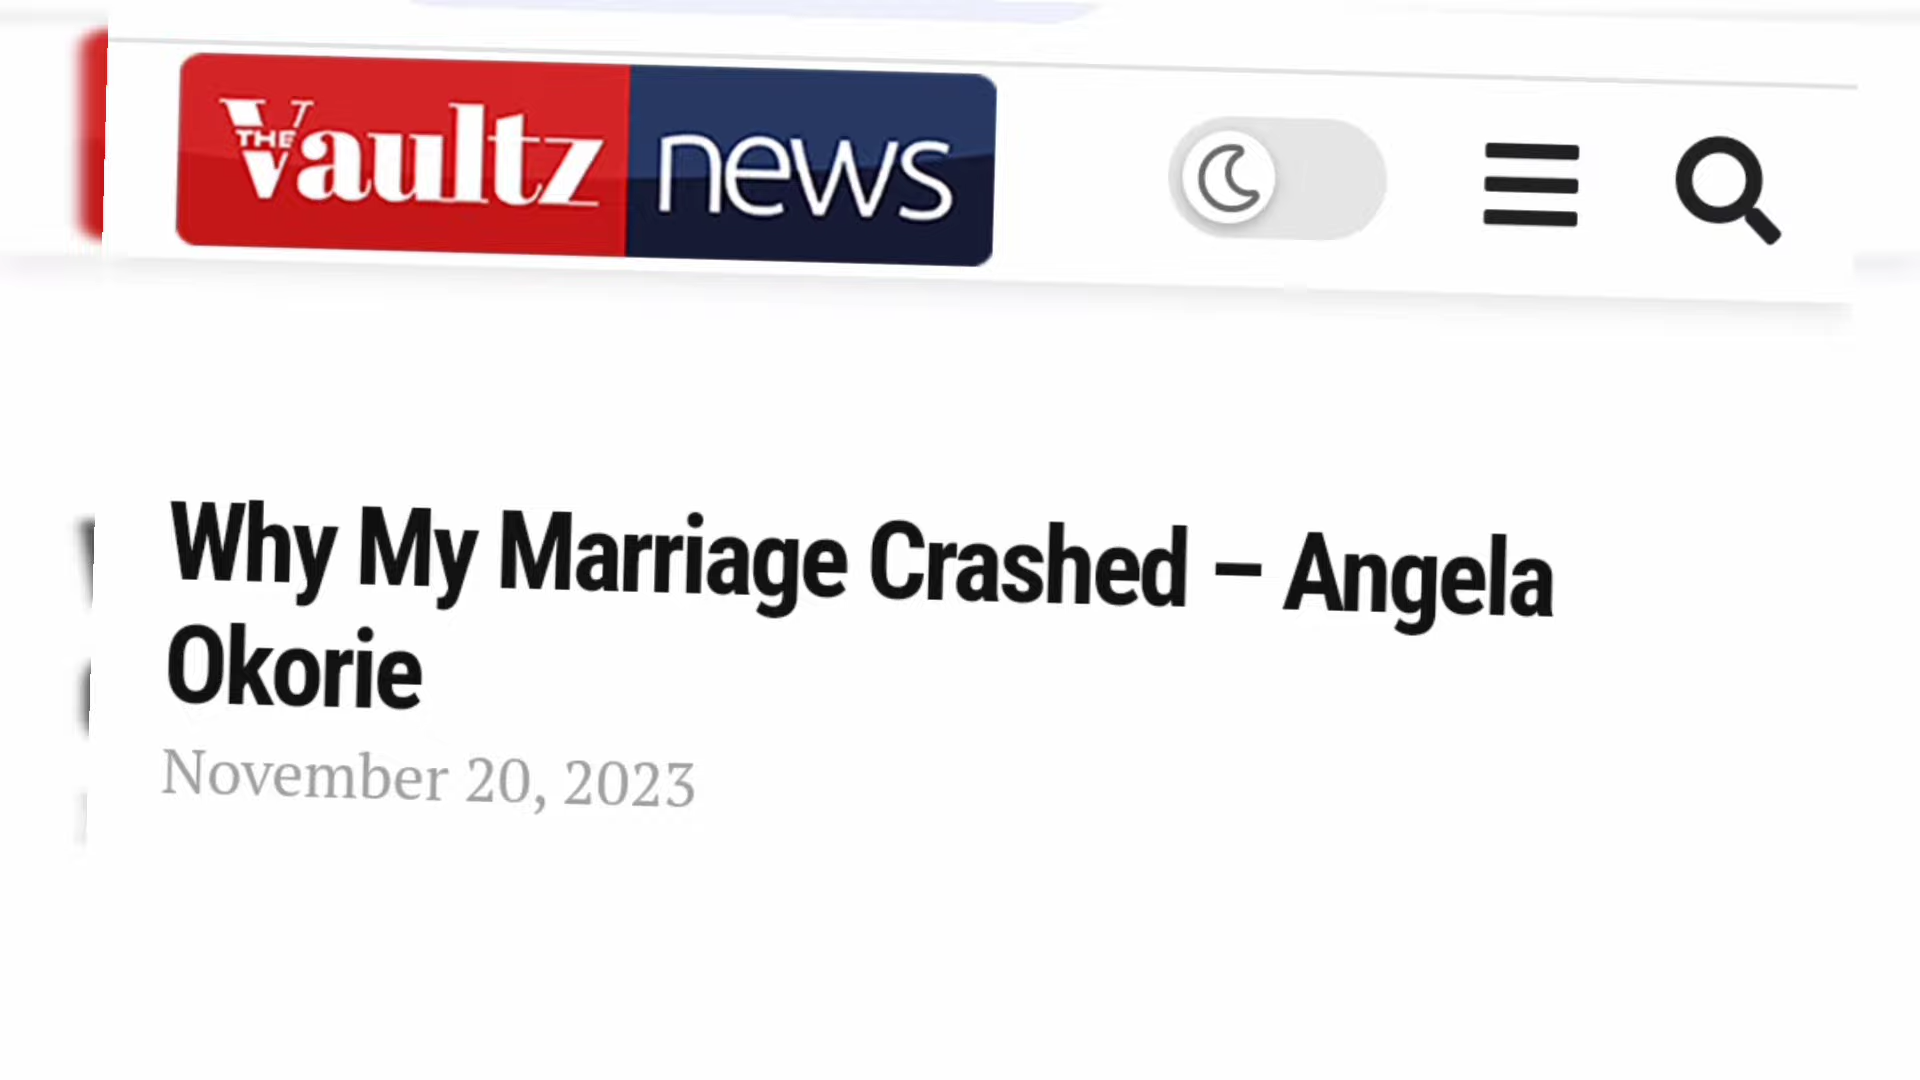 THE Vaultz news
Why My Marriage Crashed – Angela
Okorie
November 20, 2023